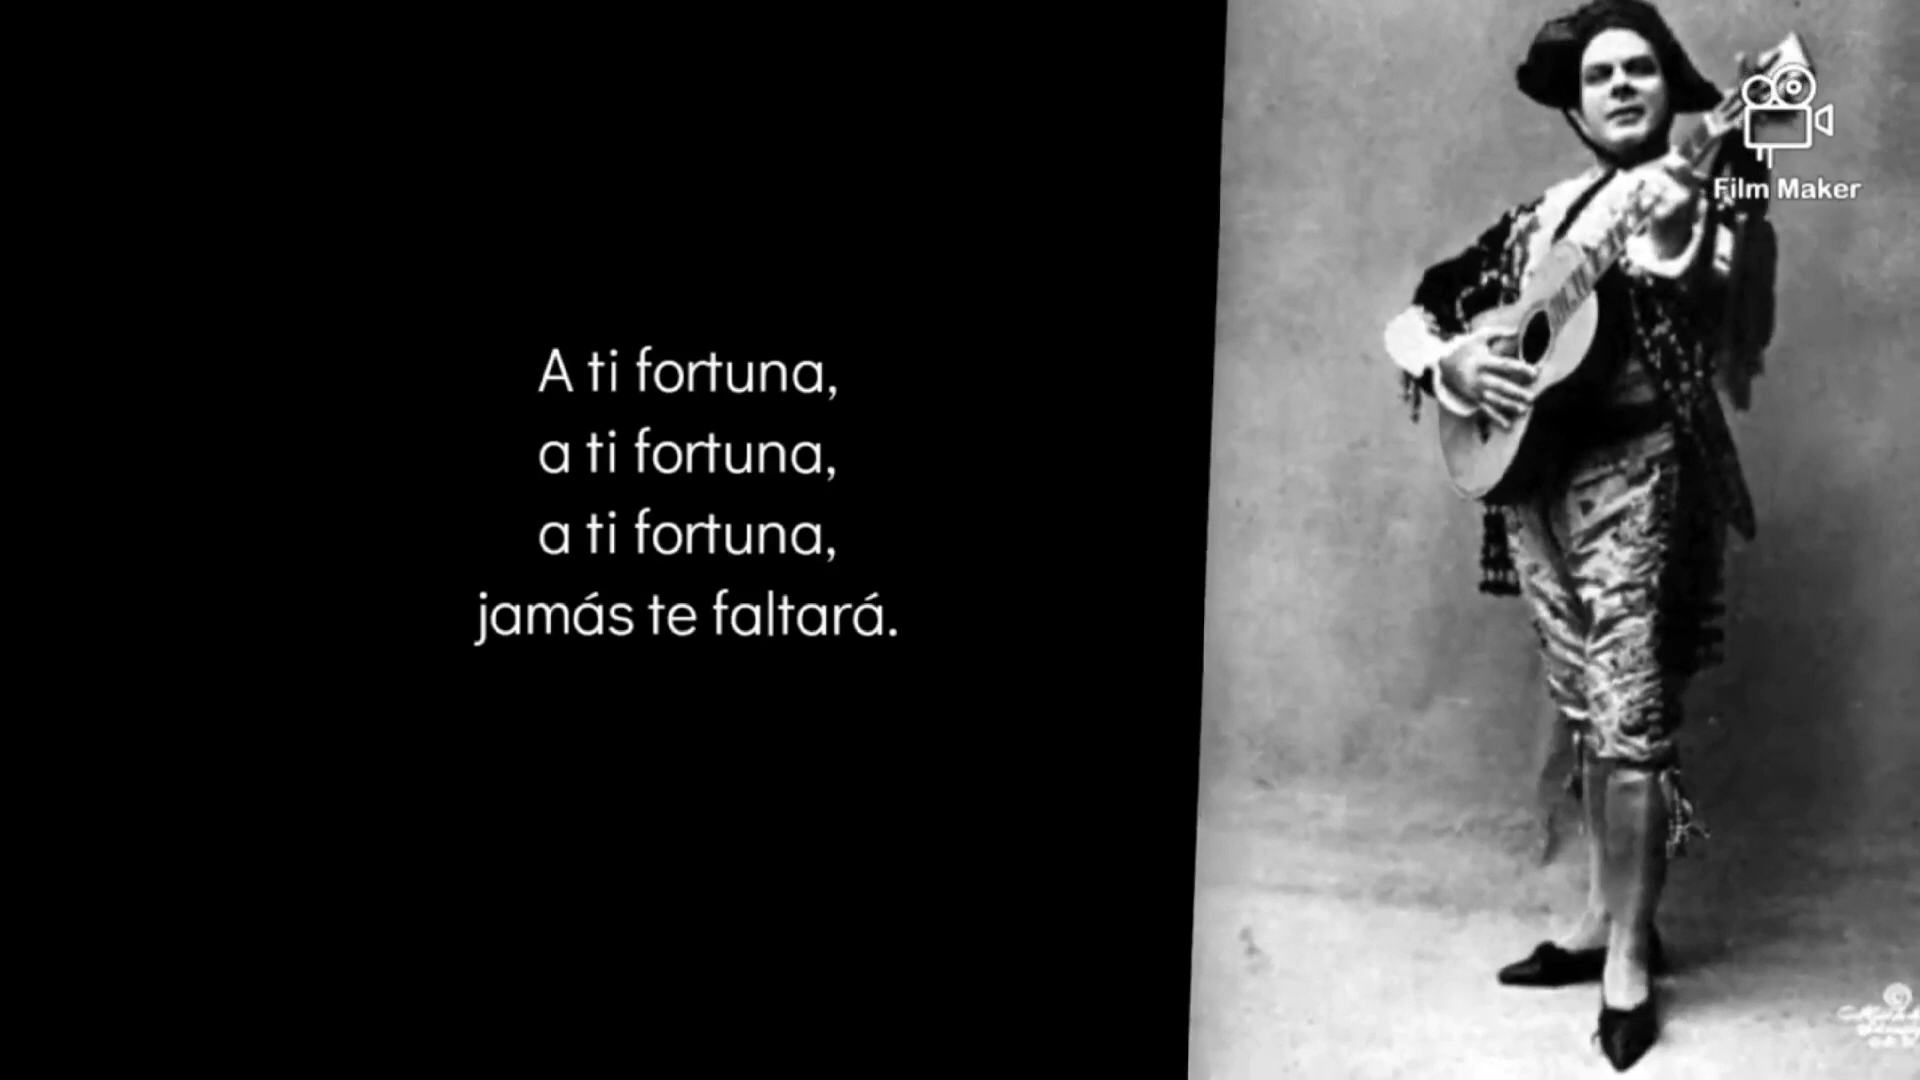 A ti fortuna,
a ti fortuna,
a ti fortuna,
jamás te faltará.
Film Maker